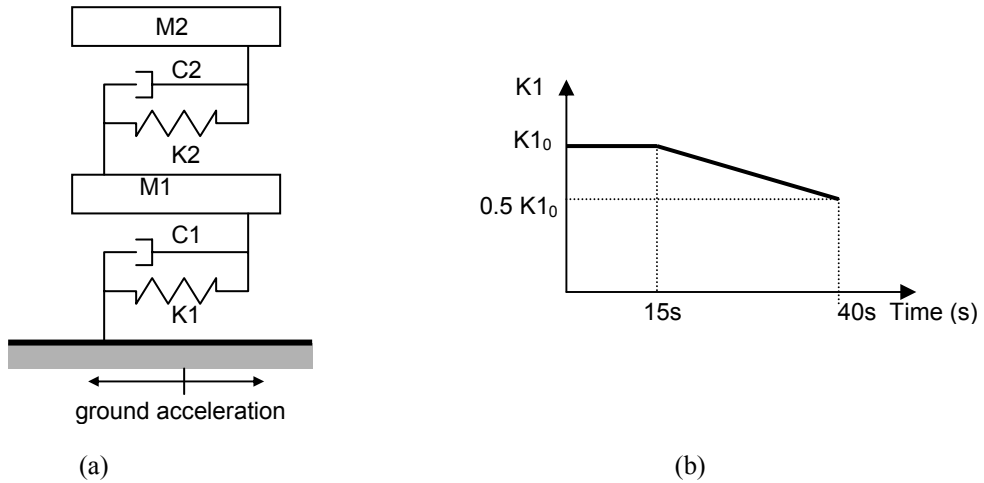 M2
C2
K2
M1
C1
K1
ground acceleration
(a)
K1
K1₀
0.5 K1₀
15s
40s Time (s)
(b)